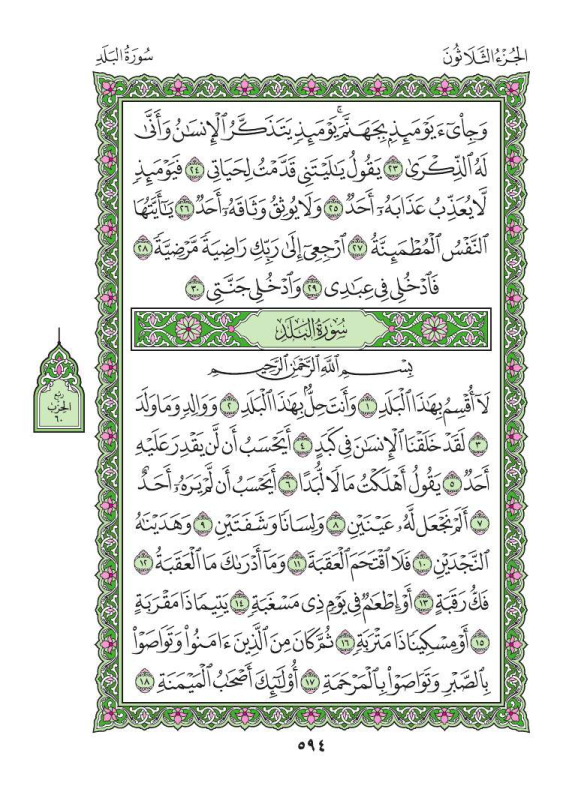 سُورَةُ البَلَدِ
الجُزْءُ الثَّلَاثُونَ
وَجِاْىٓءَ يَوْمَئِذِۭ بِجَهَنَّمَۚ يَوْمَئِذٖ يَتَذَكَّرُ ٱلۡإِنسَٰنُ وَأَنَّىٰ
لَهُ ٱلذِّكۡرَىٰ ٢٣ يَقُولُ يَٰلَيۡتَنِي قَدَّمۡتُ لِحَيَاتِي ٢٤ فَيَوۡمَئِذٖ
لَّا يُعَذِّبُ عَذَابَهُۥٓ أَحَدٞ ٢٥ وَلَا يُوثِقُ وَثَاقَهُۥٓ أَحَدٞ ٢٦ يَٰٓأَيَّتُهَا
ٱلنَّفۡسُ ٱلۡمُطۡمَئِنَّةُ ٢٧ ٱرۡجِعِيٓ إِلَىٰ رَبِّكِ رَاضِيَةٗ مَّرۡضِيَّةٗ ٢٨
فَٱدۡخُلِي فِي عِبَٰدِي ٢٩ وَٱدۡخُلِي جَنَّتِي ٣٠
سُورَةُ البَلَدِ
بِسۡمِ ٱللَّهِ ٱلرَّحۡمَٰنِ ٱلرَّحِيمِ
لَآ أُقۡسِمُ بِهَٰذَا ٱلۡبَلَدِ ١ وَأَنتَ حِلُّۢ بِهَٰذَا ٱلۡبَلَدِ ٢ وَوَالِدٖ وَمَا وَلَدَ
٣ لَقَدۡ خَلَقۡنَا ٱلۡإِنسَٰنَ فِي كَبَدٍ ٤ أَيَحۡسَبُ أَن لَّن يَقۡدِرَ عَلَيۡهِ
أَحَدٞ ٥ يَقُولُ أَهۡلَكۡتُ مَالٗا لُّبَدًا ٦ أَيَحۡسَبُ أَن لَّمۡ يَرَهُۥٓ أَحَدٌ
٧ أَلَمۡ نَجۡعَل لَّهُۥ عَيۡنَيۡنِ ٨ وَلِسَانٗا وَشَفَتَيۡنِ ٩ وَهَدَيۡنَٰهُ
ٱلنَّجۡدَيۡنِ ١٠ فَلَا ٱقۡتَحَمَ ٱلۡعَقَبَةَ ١١ وَمَآ أَدۡرَىٰكَ مَا ٱلۡعَقَبَةُ ١٢
فَكُّ رَقَبَةٍ ١٣ أَوۡ إِطۡعَٰمٞ فِي يَوۡمٖ ذِي مَسۡغَبَةٖ ١٤ يَتِيمٗا ذَا مَقۡرَبَةٍ
١٥ أَوۡ مِسۡكِينٗا ذَا مَتۡرَبَةٖ ١٦ ثُمَّ كَانَ مِنَ ٱلَّذِينَ ءَامَنُواْ وَتَوَاصَوۡاْ
بِٱلصَّبۡرِ وَتَوَاصَوۡاْ بِٱلۡمَرۡحَمَةِ ١٧ أُوْلَٰٓئِكَ أَصۡحَٰبُ ٱلۡمَيۡمَنَةِ ١٨
رُبع
الحِزْب
٦٠
٥٩٤